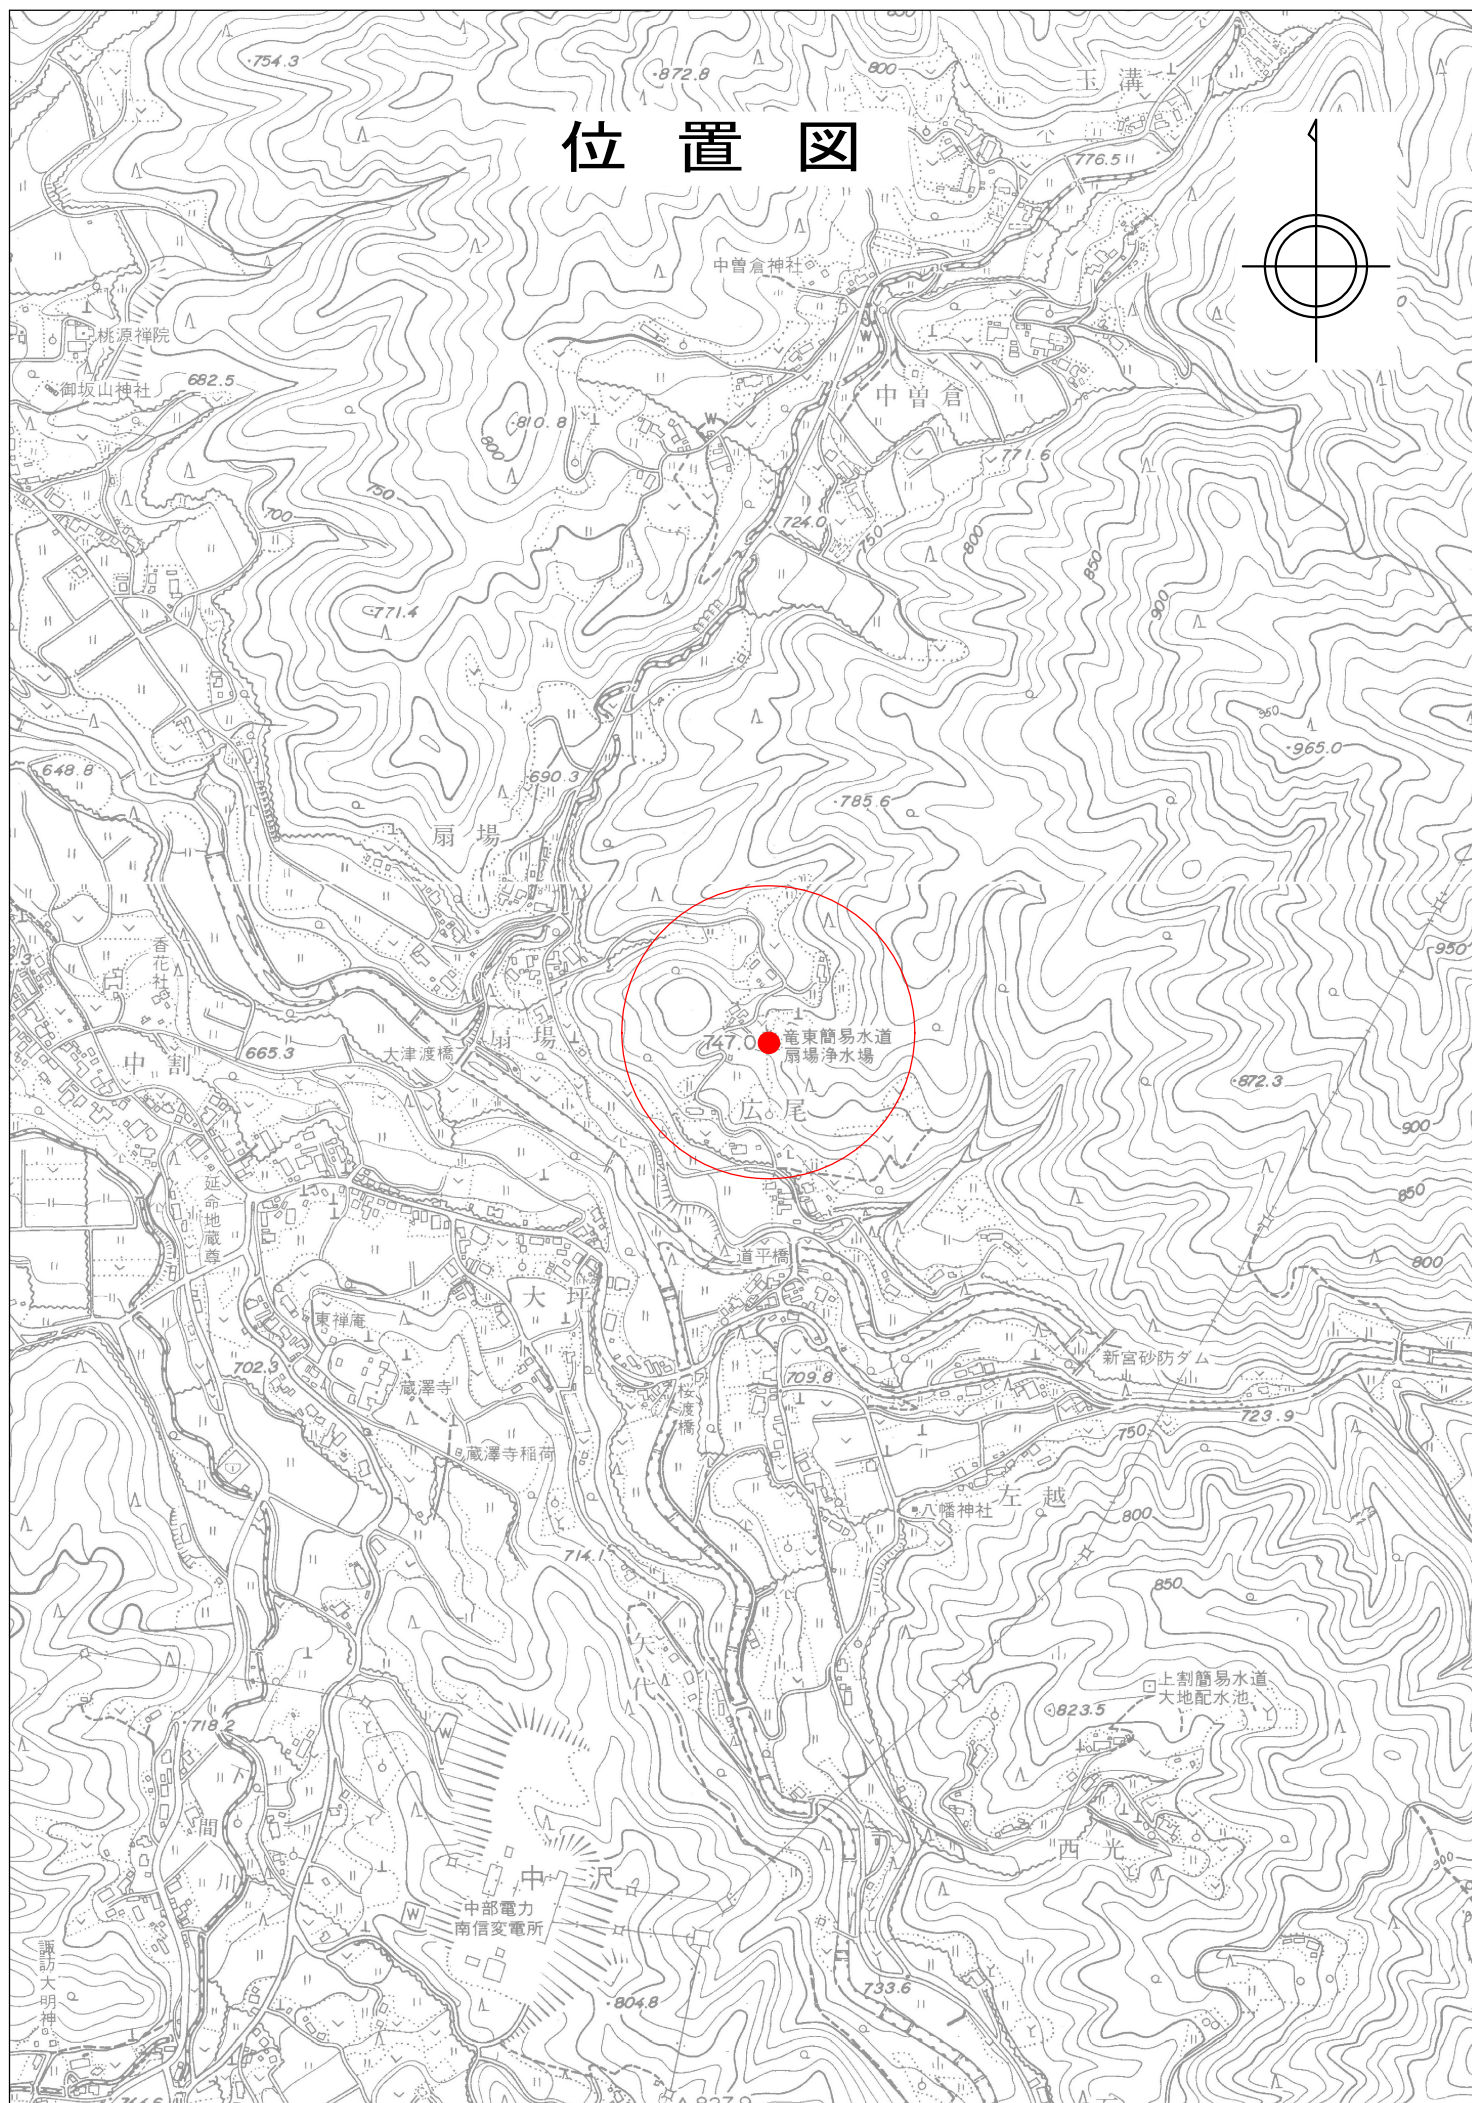 位置図
754.3
872.8
800
玉溝
776.5
中曽倉神社
桃源禅院
御坂山神社
682.5
810.8
800
中曽倉
771.6
750
700
724.0
750
800
850
900
771.4
950
965.0
648.8
690.3
785.6
扇場
香花社
950
中割
665.3
大津渡橋
扇場
747.0
竜東簡易水道
扇場浄水場
広尾
872.3
900
850
延命地蔵尊
道平橋
800
大坪
東禅庵
702.3
蔵澤寺
桜渡橋
709.8
新宮砂防ダム
723.9
750
蔵澤寺稲荷
左越
八幡神社
800
714.1
850
矢代
上割簡易水道
大地配水池
823.5
718.2
下間川
西光
中沢
中部電力
南信変電所
900
諏訪大明神
733.6
804.8